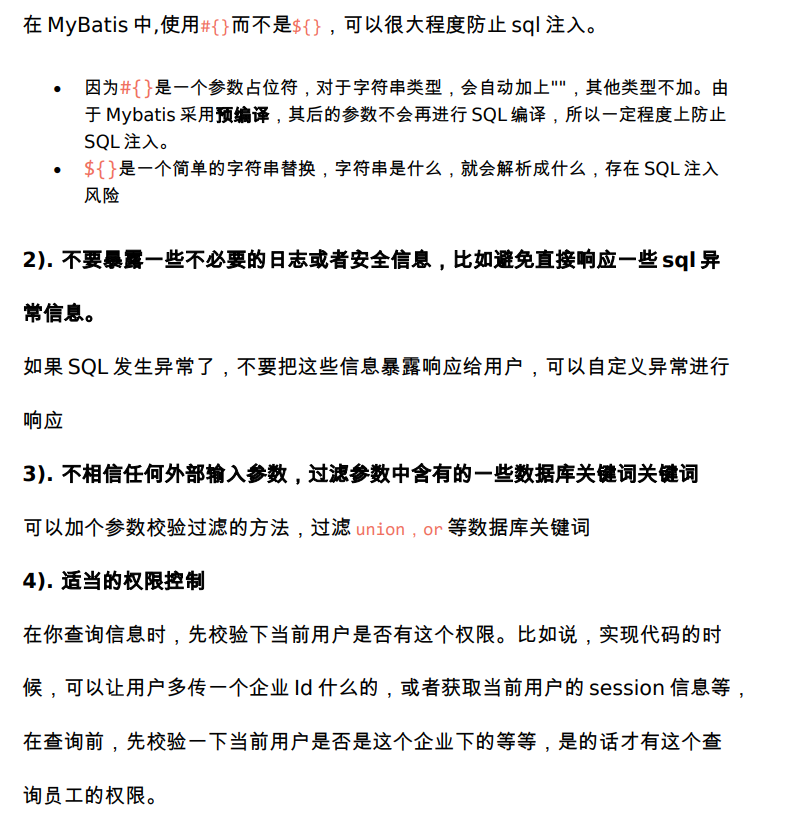 在 MyBatis 中,使用#{}而不是${}，可以很大程度防止 sql 注入。
• 因为#{}是一个参数占位符，对于字符串类型，会自动加上""，其他类型不加。由
于 Mybatis 采用预编译，其后的参数不会再进行 SQL 编译，所以一定程度上防止
SQL 注入。
• ${}是一个简单的字符串替换，字符串是什么，就会解析成什么，存在 SQL 注入
风险
2). 不要暴露一些不必要的日志或者安全信息，比如避免直接响应一些 sql 异
常信息。
如果 SQL 发生异常了，不要把这些信息暴露响应给用户，可以自定义异常进行
响应
3). 不相信任何外部输入参数，过滤参数中含有的一些数据库关键词关键词
可以加个参数校验过滤的方法，过滤 union，or 等数据库关键词
4). 适当的权限控制
在你查询信息时，先校验下当前用户是否有这个权限。比如说，实现代码的时
候，可以让用户多传一个企业 Id 什么的，或者获取当前用户的 session 信息等，
在查询前，先校验一下当前用户是否是这个企业下的等等，是的话才有这个查
询员工的权限。